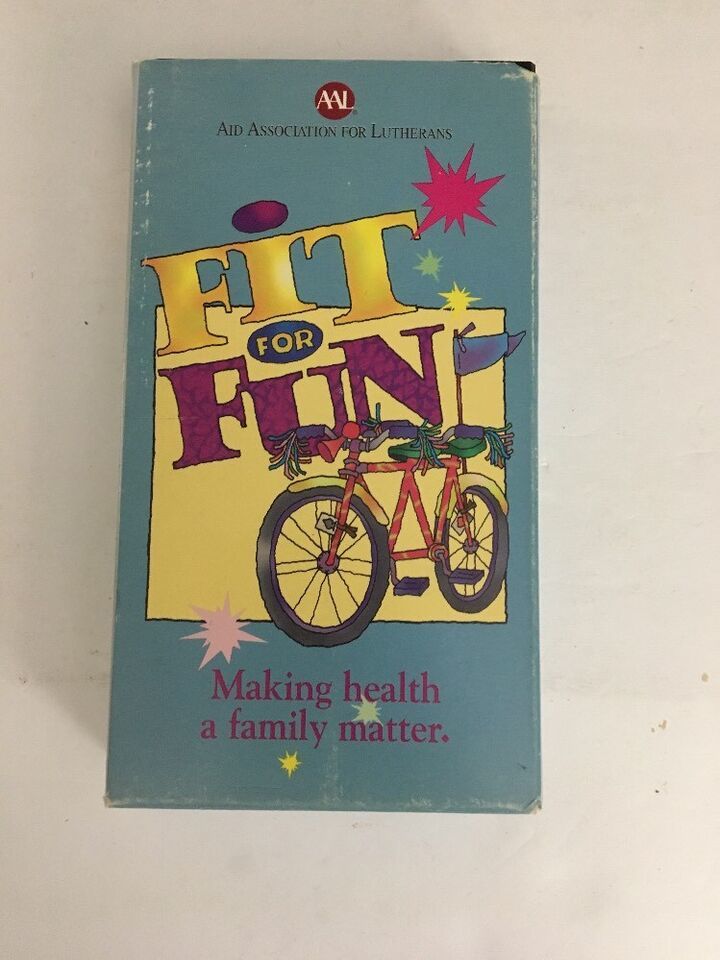 AAL
AID ASSOCIATION FOR LUTHERANS
FIT
FOR
FUN
Making health
a family matter.